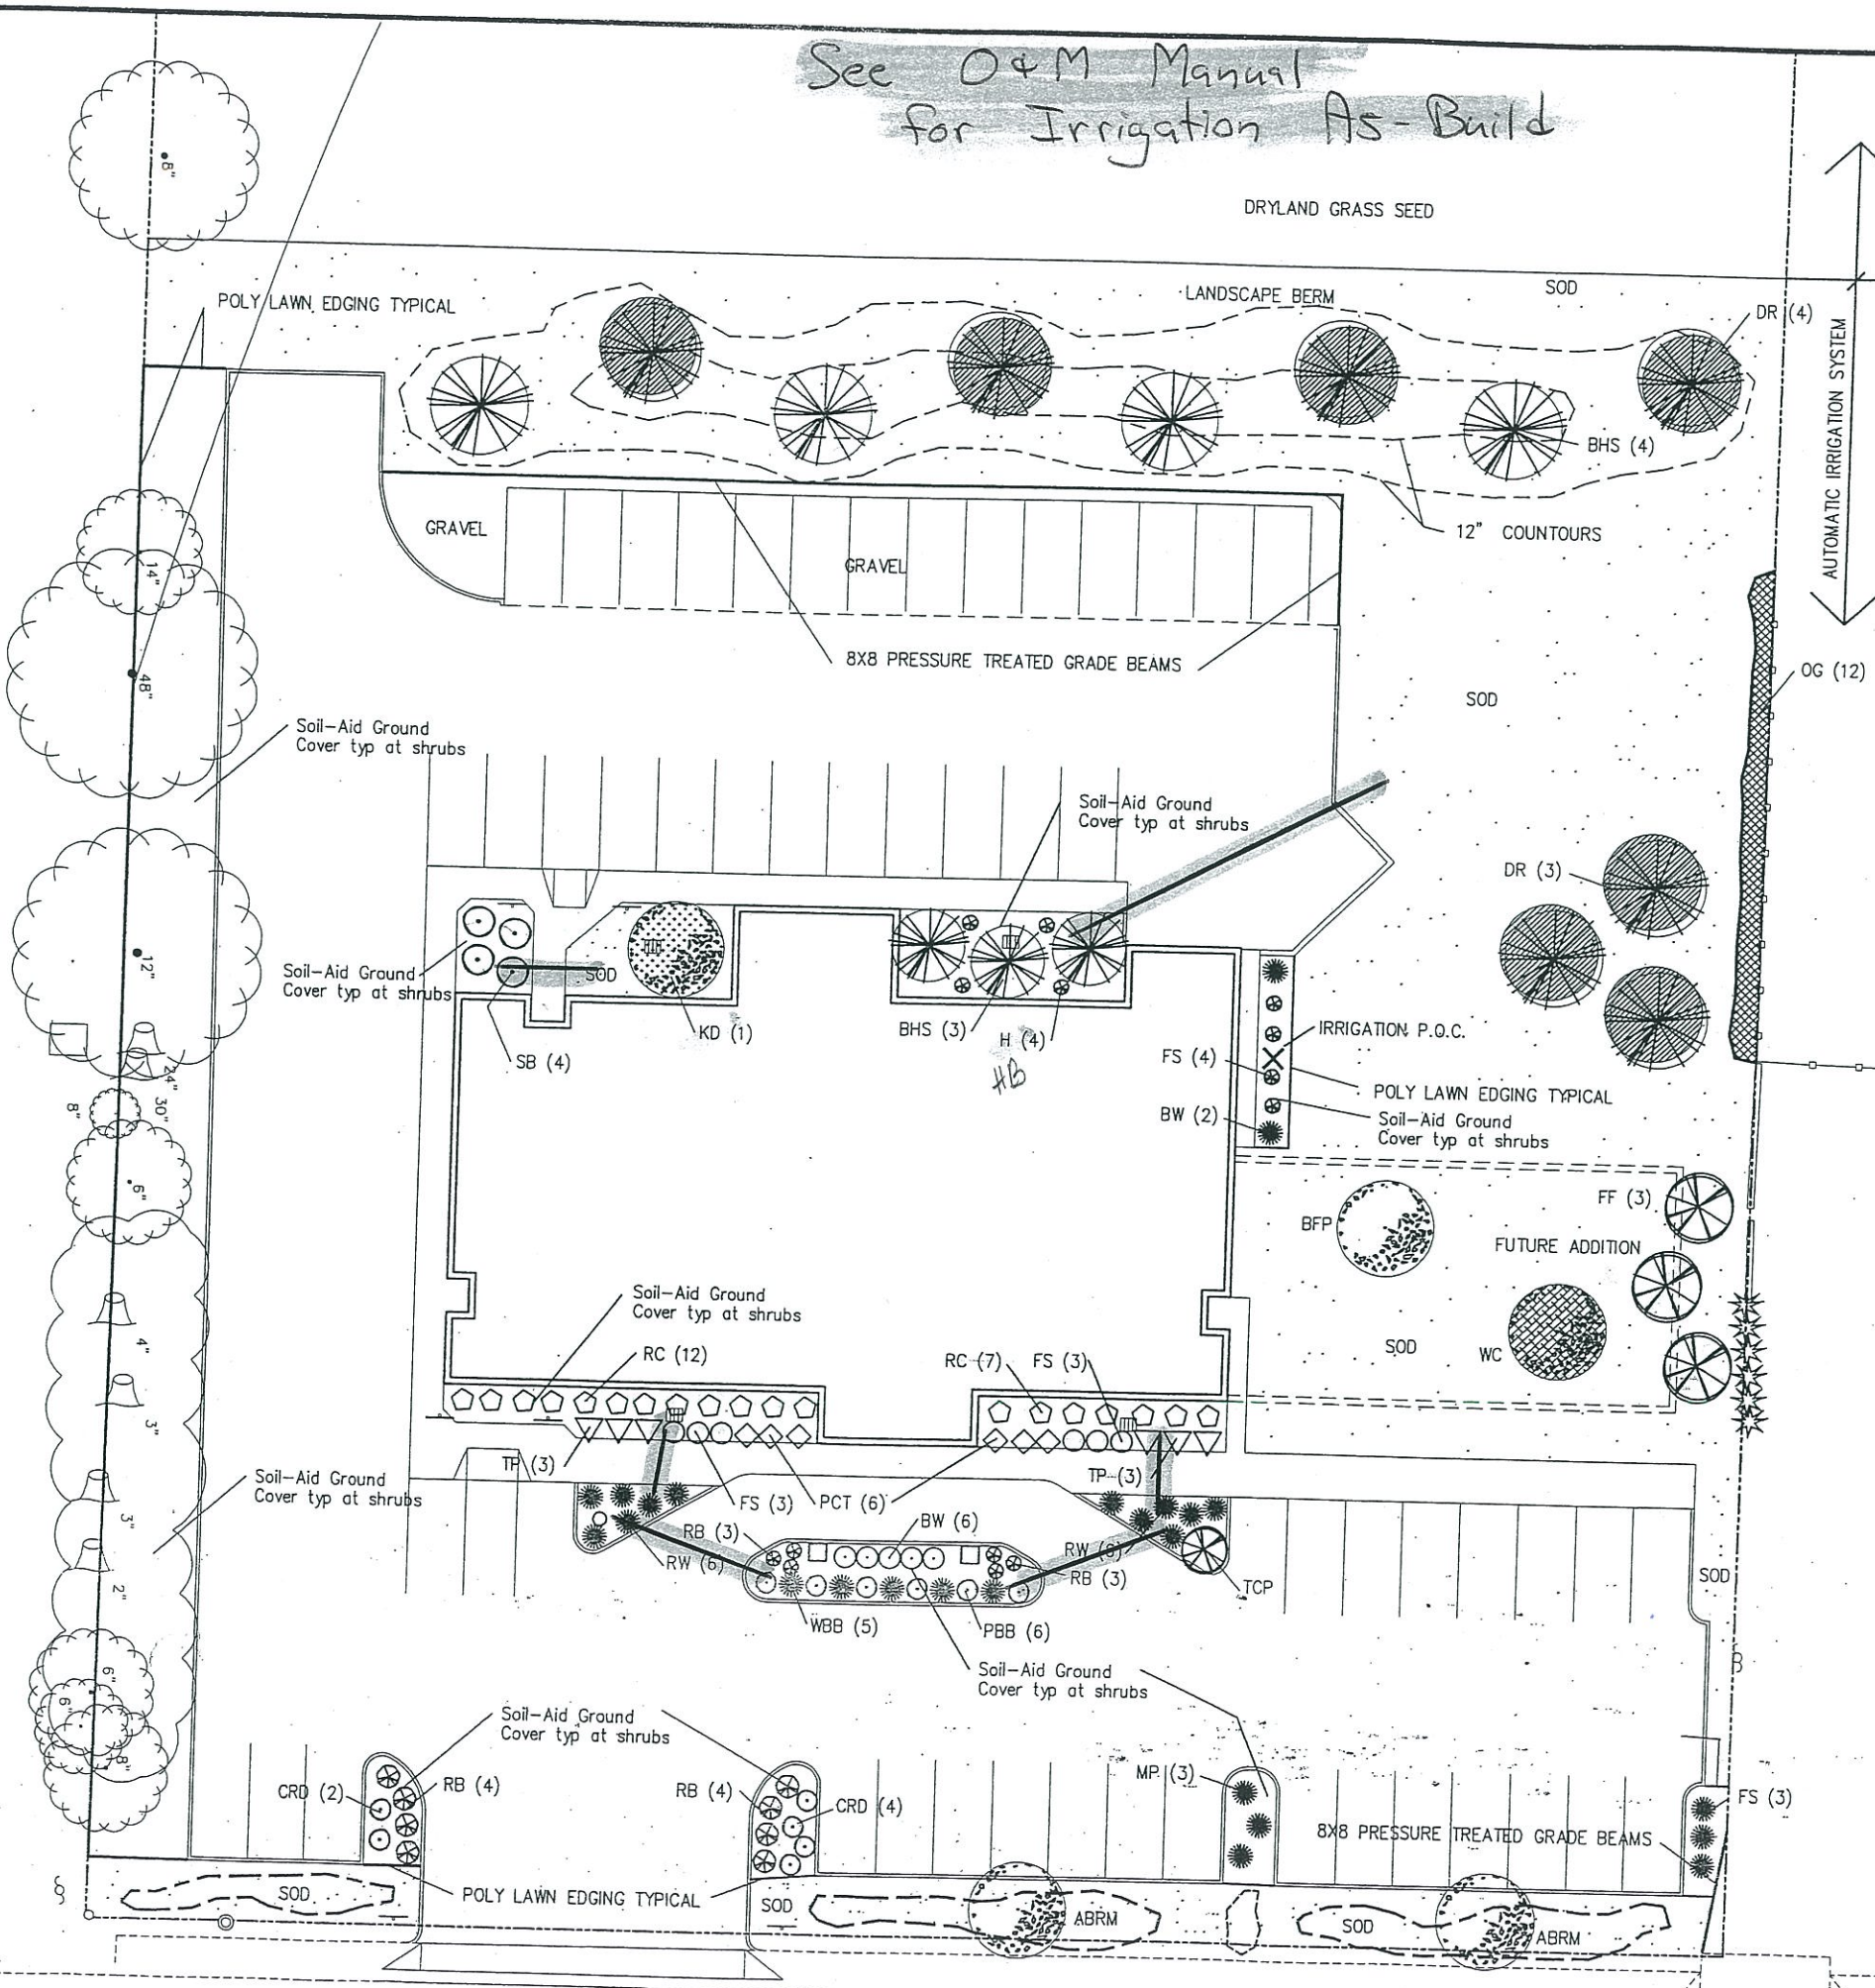 See O&M Manual
for Irrigation As-Build
DRYLAND GRASS SEED
8"
POLY LAWN EDGING TYPICAL
LANDSCAPE BERM
SOD
DR (4)
AUTOMATIC IRRIGATION SYSTEM
BHS (4)
12" COUNTOURS
GRAVEL
GRAVEL
14"
8X8 PRESSURE TREATED GRADE BEAMS
48"
OG (12)
SOD
Soil-Aid Ground
Cover typ at shrubs
Soil-Aid Ground
Cover typ at shrubs
DR (3)
12"
Soil-Aid Ground
Cover typ at shrubs
SOD
KD (1)
SB (4)
BHS (3)
H (4)
HB
IRRIGATION P.O.C.
FS (4)
POLY LAWN EDGING TYPICAL
BW (2)
Soil-Aid Ground
Cover typ at shrubs
24"
30"
8"
6"
FF (3)
BFP
FUTURE ADDITION
Soil-Aid Ground
Cover typ at shrubs
4"
RC (12)
RC (7)
FS (3)
SOD
WC
3"
TP (3)
FS (3)
PCT (6)
TP (3)
Soil-Aid Ground
Cover typ at shrubs
3"
RB (3)
BW (6)
RW (6)
RW (8)
RB (3)
TCP
SOD
2"
WBB (5)
PBB (6)
Soil-Aid Ground
Cover typ at shrubs
6"
6"
8"
Soil-Aid Ground
Cover typ at shrubs
CRD (2)
RB (4)
RB (4)
CRD (4)
MP (3)
FS (3)
8X8 PRESSURE TREATED GRADE BEAMS
SOD
POLY LAWN EDGING TYPICAL
SOD
ABRM
SOD
ABRM